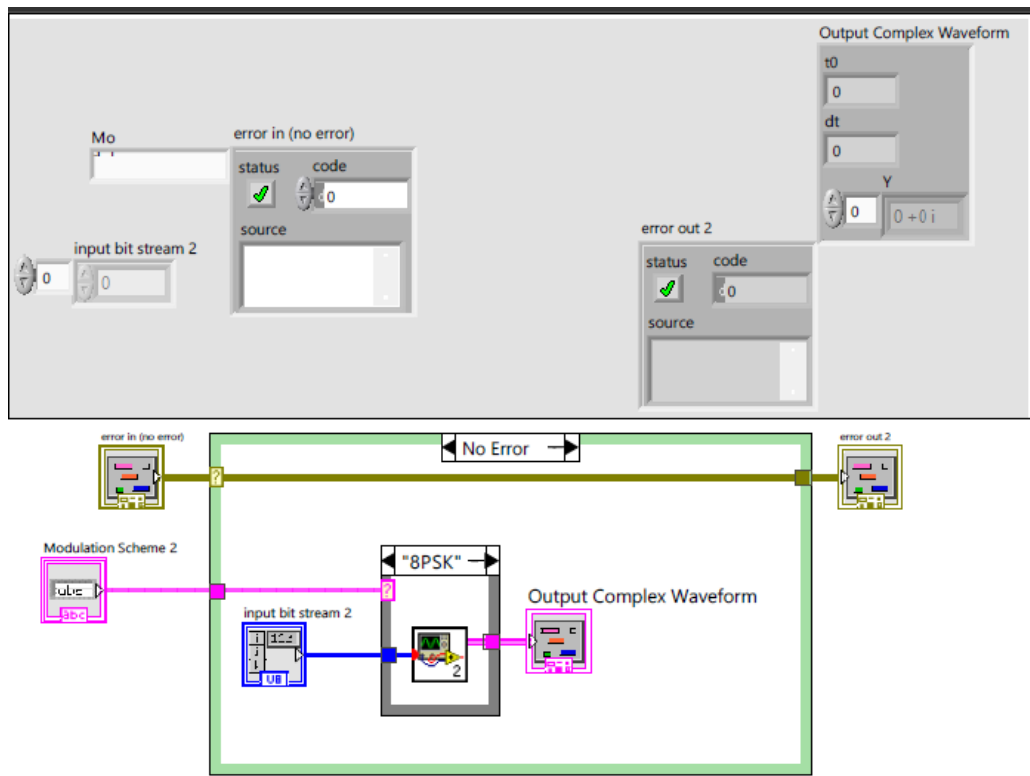 Output Complex Waveform
t0
0
dt
0
Y
0
0 +0 i
Mo
error in (no error)
status code
0
source
input bit stream 2
0
0
error out 2
status code
0
source
error in (no error)
No Error
error out 2
Modulation Scheme 2
abc
"8PSK"
?
?
input bit stream 2
Output Complex Waveform
2